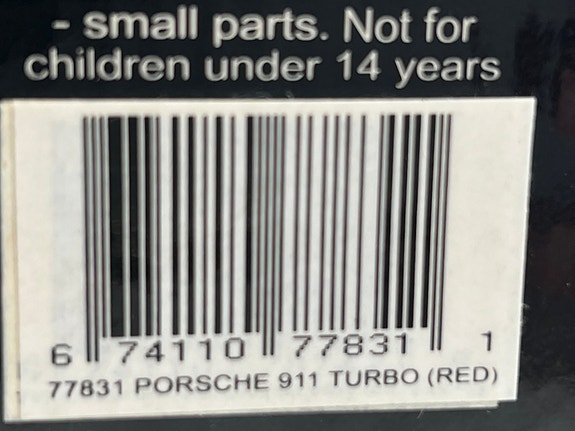 - small parts. Not for
children under 14 years
6 74110 77831 1
77831 PORSCHE 911 TURBO (RED)